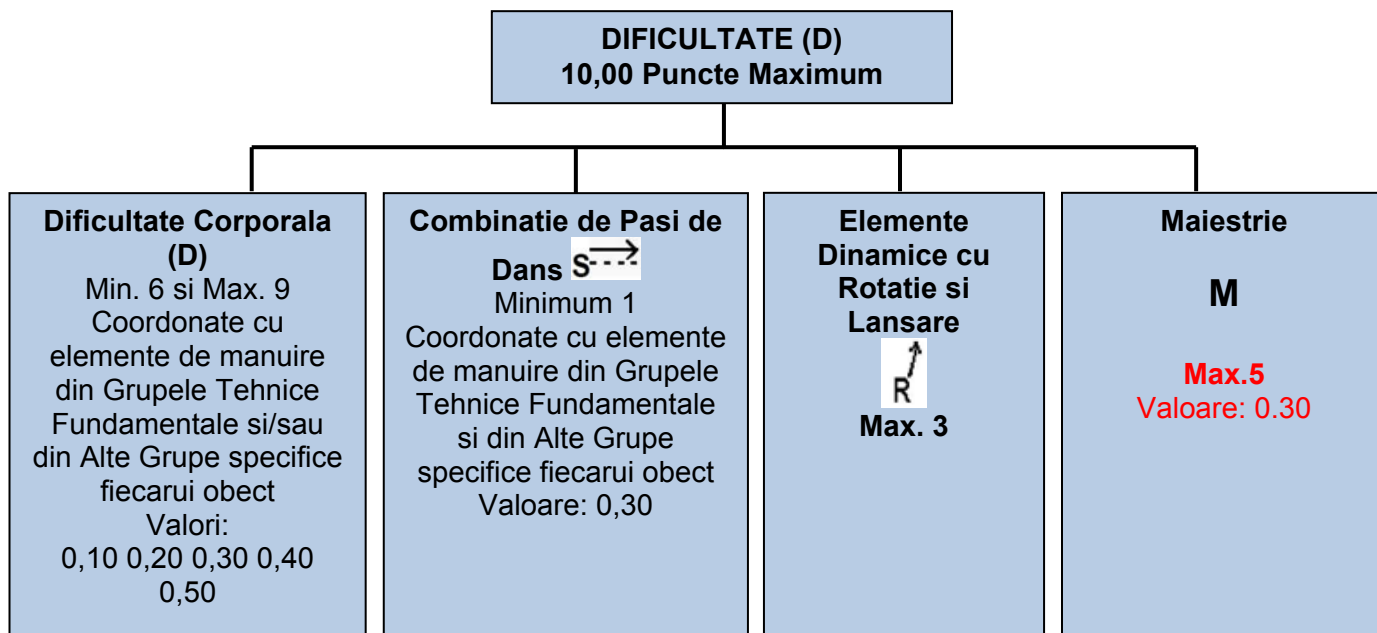 DIFICULTATE (D)
10,00 Puncte Maximum
Dificultate Corporala
(D)
Min. 6 si Max. 9
Coordonate cu
elemente de manuire
din Grupele Tehnice
Fundamentale si/sau
din Alte Grupe specifice
fiecarui obect
Valori:
0,10 0,20 0,30 0,40
0,50
Combinatie de Pasi de
Dans S
Minimum 1
Coordonate cu elemente
de manuire din Grupele
Tehnice Fundamentale
si din Alte Grupe
specifice fiecarui obect
Valoare: 0,30
Elemente
Dinamice cu
Rotatie si
Lansare
R
Max. 3
Maiestrie
M
Max.5
Valoare: 0.30